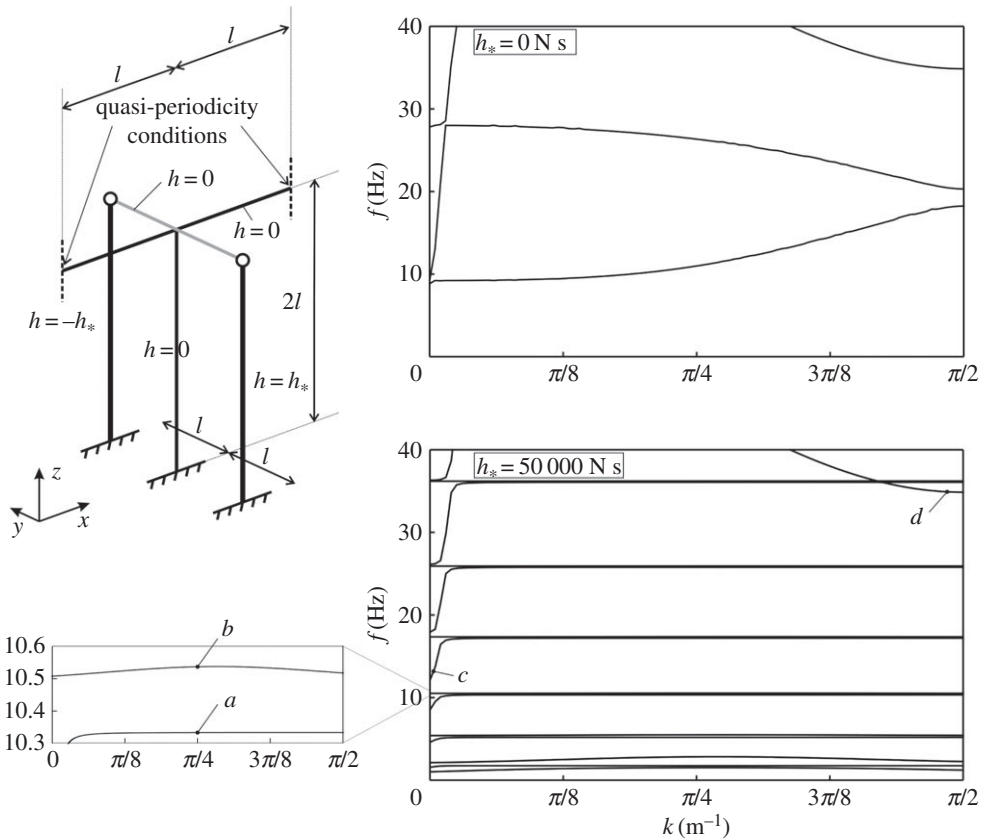 l
l
quasi-periodicity
conditions
h = 0
h = 0
2l
h = –h*
h = 0
h = h*
l
l
z
y
x
40
30
20
10
0
f (Hz)
h* = 0 N s
π/8
π/4
3π/8
π/2
40
30
20
10
0
f (Hz)
h* = 50 000 N s
d
c
π/8
π/4
3π/8
π/2
k (m–1)
10.6
10.5
10.4
10.3
b
a
0
π/8
π/4
3π/8
π/2